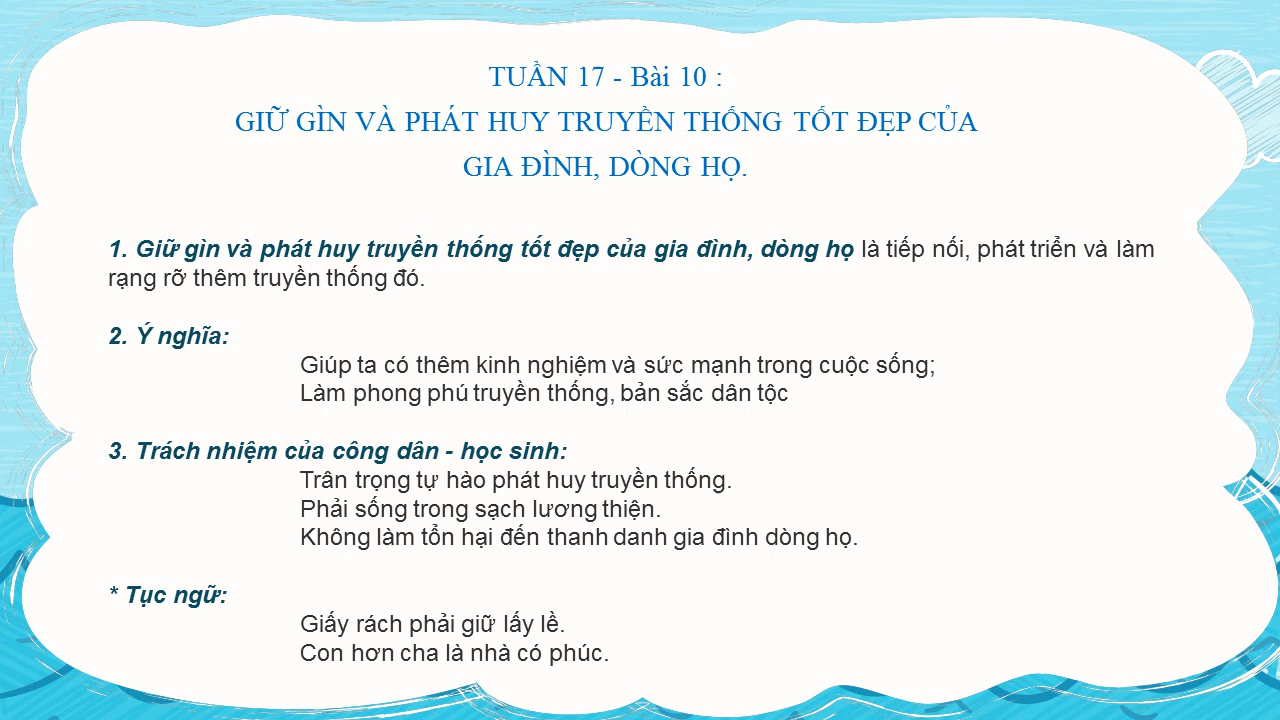 TUẦN 17 - Bài 10 :
GIỮ GÌN VÀ PHÁT HUY TRUYỀN THỐNG TỐT ĐẸP CỦA
GIA ĐÌNH, DÒNG HỌ.
1. Giữ gìn và phát huy truyền thống tốt đẹp của gia đình, dòng họ là tiếp nối, phát triển và làm
rạng rỡ thêm truyền thống đó.
2. Ý nghĩa:
Giúp ta có thêm kinh nghiệm và sức mạnh trong cuộc sống;
Làm phong phú truyền thống, bản sắc dân tộc
3. Trách nhiệm của công dân - học sinh:
Trân trọng tự hào phát huy truyền thống.
Phải sống trong sạch lương thiện.
Không làm tổn hại đến thanh danh gia đình dòng họ.
* Tục ngữ:
Giấy rách phải giữ lấy lề.
Con hơn cha là nhà có phúc.